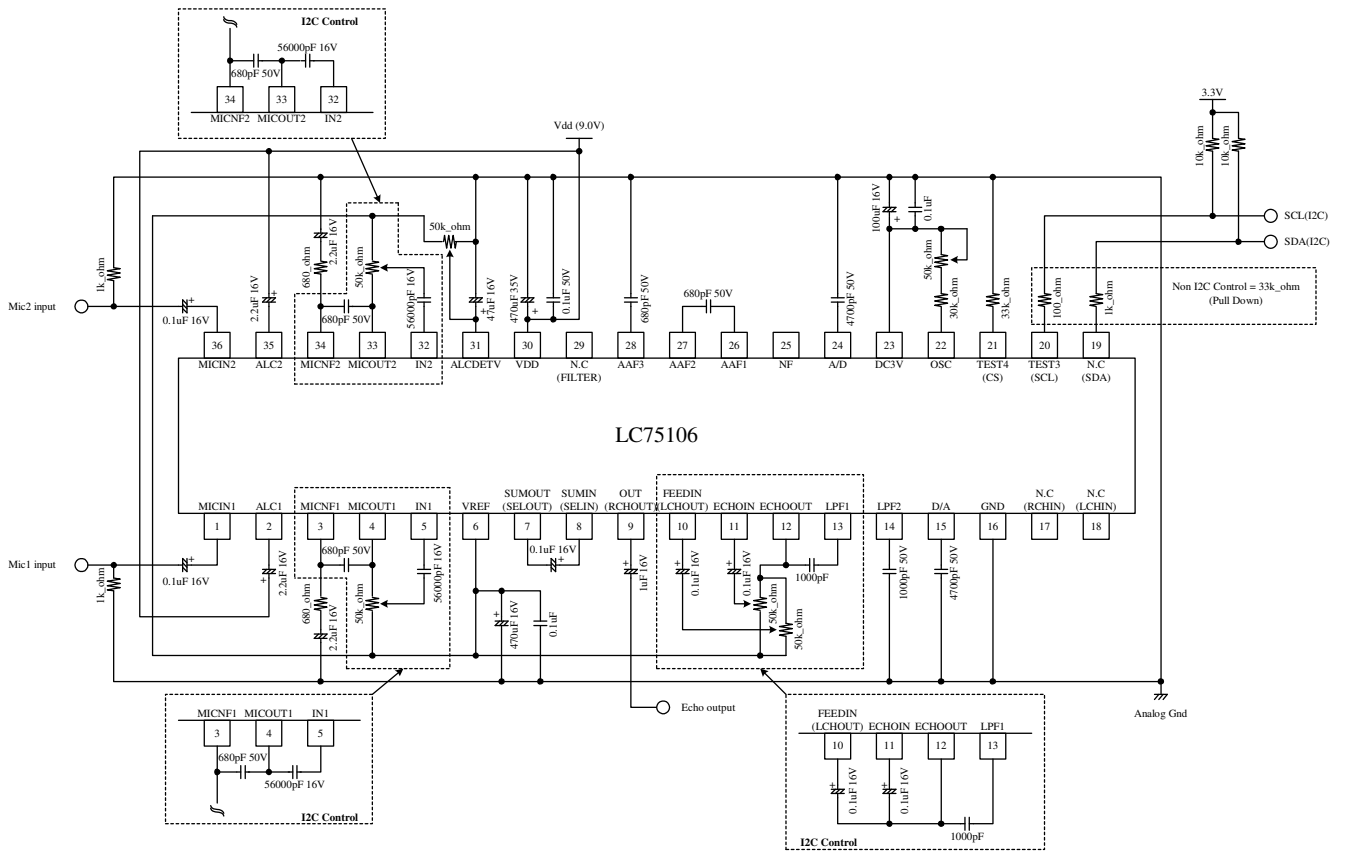 I2C Control
56000pF 16V
680pF 50V
34
33
32
MICNF2
MICOUT2
IN2
Vdd (9.0V)
3.3V
10k_ohm
10k_ohm
SCL(I2C)
SDA(I2C)
Non I2C Control = 33k_ohm
(Pull Down)
Mic2 input
1k_ohm
0.1uF 16V
+
2.2uF 16V
+
680_ohm
2.2uF 16V
50k_ohm
680pF 50V
56000pF 16V
50k_ohm
47uF 16V
+
470uF 35V
+
0.1uF 50V
680pF 50V
680pF 50V
4700pF 50V
100uF 16V
+
0.1uF
50k_ohm
30k_ohm
33k_ohm
100_ohm
1k_ohm
36
35
34
33
32
31
30
29
28
27
26
25
24
23
22
21
20
19
MICIN2
ALC2
MICNF2
MICOUT2
IN2
ALCDETV
VDD
N.C
(FILTER)
AAF3
AAF2
AAF1
NF
A/D
DC3V
OSC
TEST4
(CS)
TEST3
(SCL)
N.C
(SDA)
LC75106
MICIN1
ALC1
MICNF1
MICOUT1
IN1
VREF
SUMOUT
(SELOUT)
SUMIN
(SELIN)
OUT
(RCHOUT)
FEEDIN
(LCHOUT)
ECHOIN
ECHOOUT
LPF1
LPF2
D/A
GND
N.C
(RCHIN)
N.C
(LCHIN)
1
2
3
4
5
6
7
8
9
10
11
12
13
14
15
16
17
18
Mic1 input
1k_ohm
0.1uF 16V
+
2.2uF 16V
+
680pF 50V
680_ohm
2.2uF 16V
50k_ohm
56000pF 16V
470uF 16V
+
0.1uF
0.1uF 16V
+
1uF 16V
+
0.1uF 16V
+
0.1uF 16V
+
50k_ohm
50k_ohm
1000pF
1000pF 50V
4700pF 50V
Echo output
Analog Gnd
MICNF1
MICOUT1
IN1
3
4
5
680pF 50V
56000pF 16V
I2C Control
FEEDIN
(LCHOUT)
ECHOIN
ECHOOUT
LPF1
10
11
12
13
+
0.1uF 16V
+
0.1uF 16V
1000pF
I2C Control